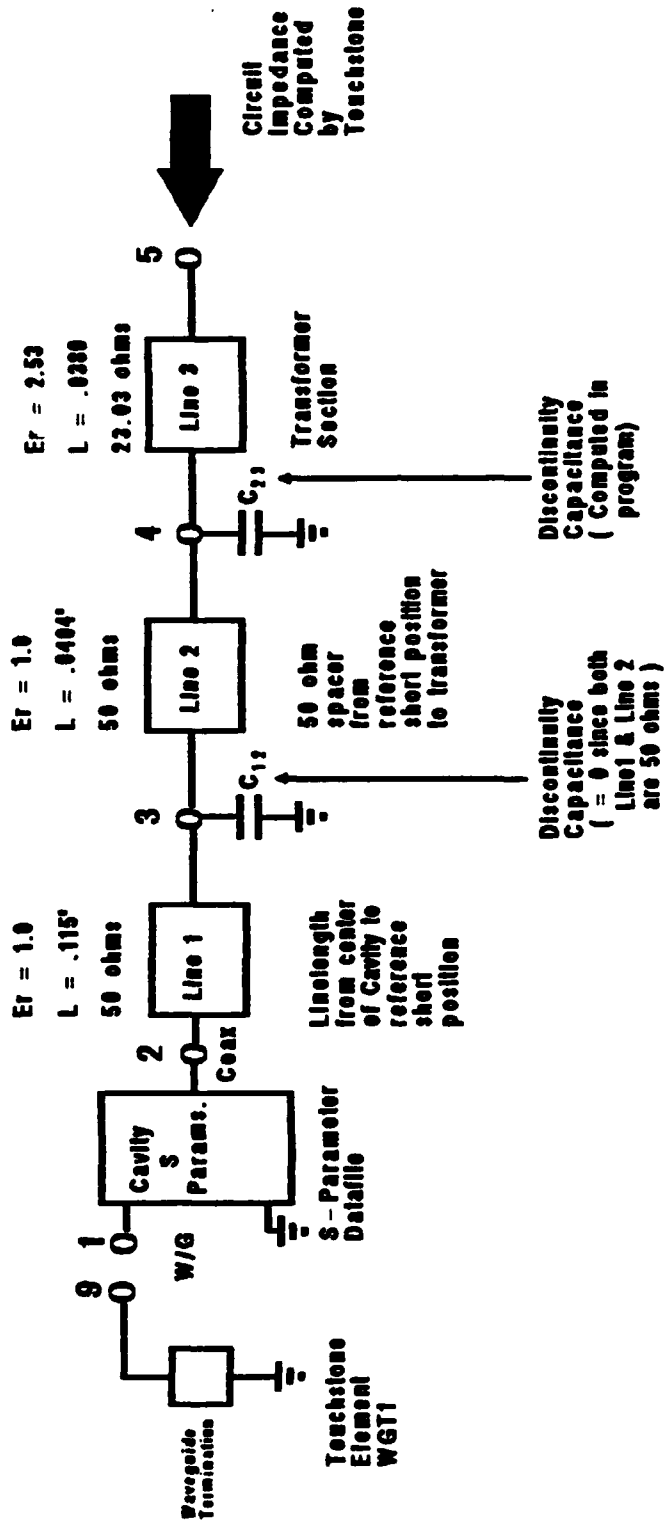 Er = 1.0
L = .115"
50 ohms
Er = 1.0
L = .0404"
50 ohms
Er = 2.53
L = .0380
23.03 ohms
9
1
W/G
Cavity
S
Params.
2
Coax
Line 1
3
C12
Line 2
4
C23
Line 3
5
Circuit
Impedance
Computed
by
Touchstone
Waveguide
Termination
Touchstone
Element
WGT1
S-Parameter
Datafile
Linelength
from center
of Cavity to
reference
short
position
50 ohm
spacer
from
reference
short position
to transformer
Transformer
Section
Discontinuity
Capacitance
( = 0 since both
Line1 & Line 2
are 50 ohms )
Discontinuity
Capacitance
( Computed in
program)